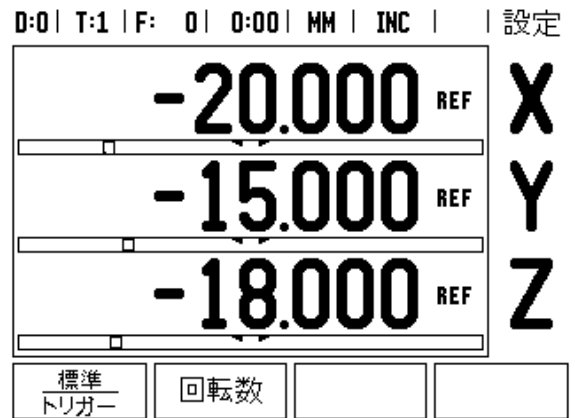 D:0| T:1 |F: 0| 0:00| MM | INC | | 設定
-20.000 REF X
-15.000 REF Y
-18.000 REF Z
標準
トリガー
回転数